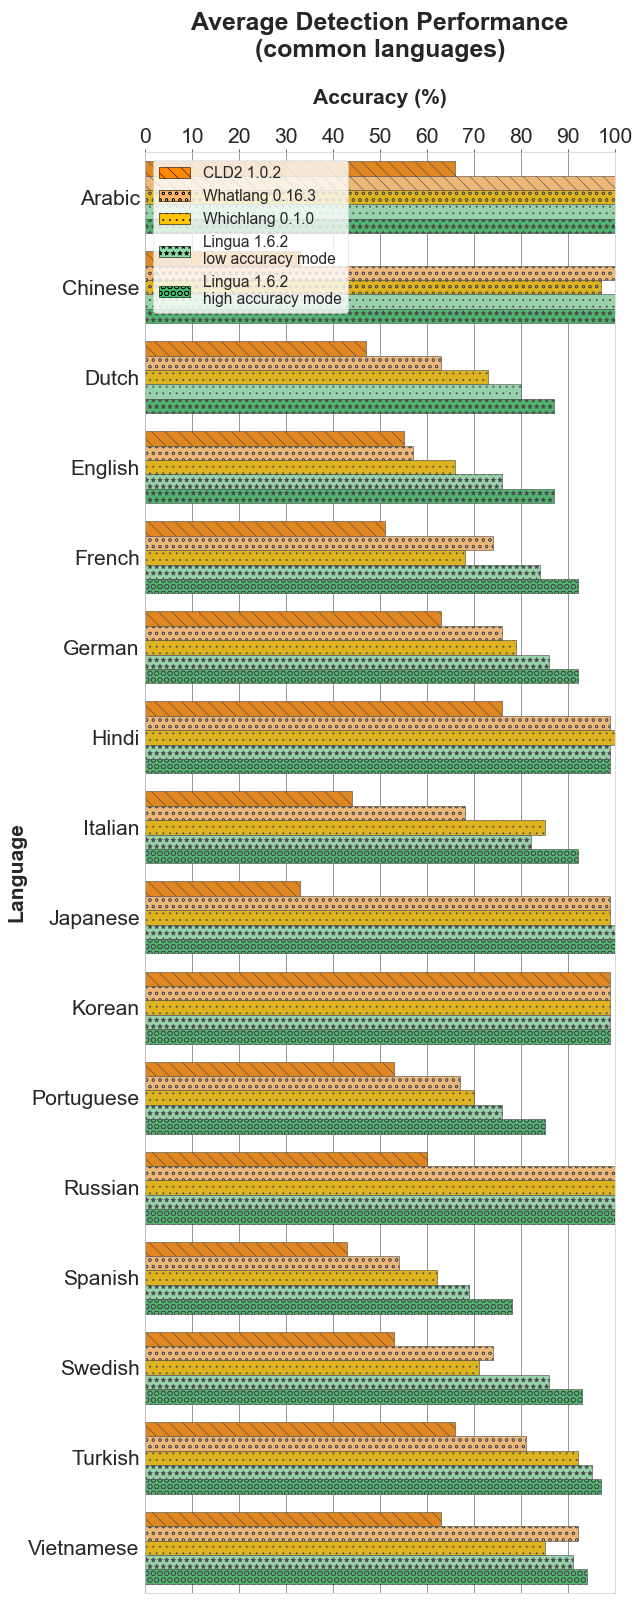 Average Detection Performance
(common languages)
Accuracy (%)
0 10 20 30 40 50 60 70 80 90 100
CLD2 1.0.2
Whatlang 0.16.3
Whichlang 0.1.0
Lingua 1.6.2
low accuracy mode
Lingua 1.6.2
high accuracy mode
Language
Arabic
Chinese
Dutch
English
French
German
Hindi
Italian
Japanese
Korean
Portuguese
Russian
Spanish
Swedish
Turkish
Vietnamese